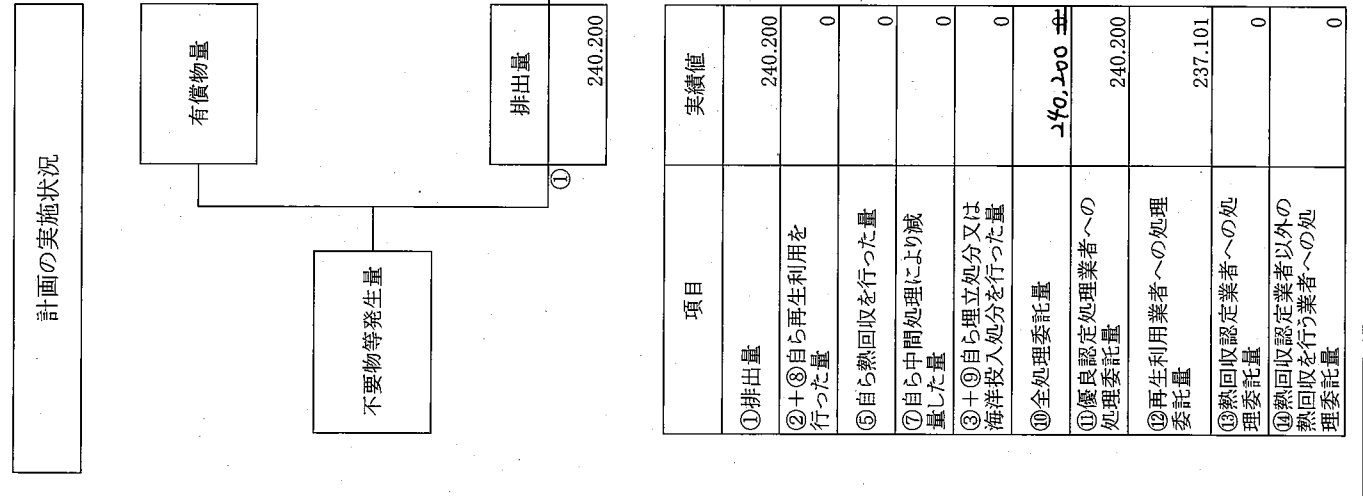 計画の実施状況
有償物量
不要物等発生量
①
排出量
240.200
項目
実績値
①排出量
240.200
②+⑧自ら再生利用を
行った量
0
⑤自ら熱回収を行った量
0
⑦自ら中間処理により減
量した量
0
③+⑨自ら埋立処分又は
海洋投入処分を行った量
0
⑩全処理委託量
240,200
⑪優良認定処理業者への
処理委託量
240.200
⑫再生利用業者への処理
委託量
237.101
⑬熱回収認定業者への処
理委託量
0
⑭熱回収認定業者以外の
熱回収を行う業者への処
理委託量
0